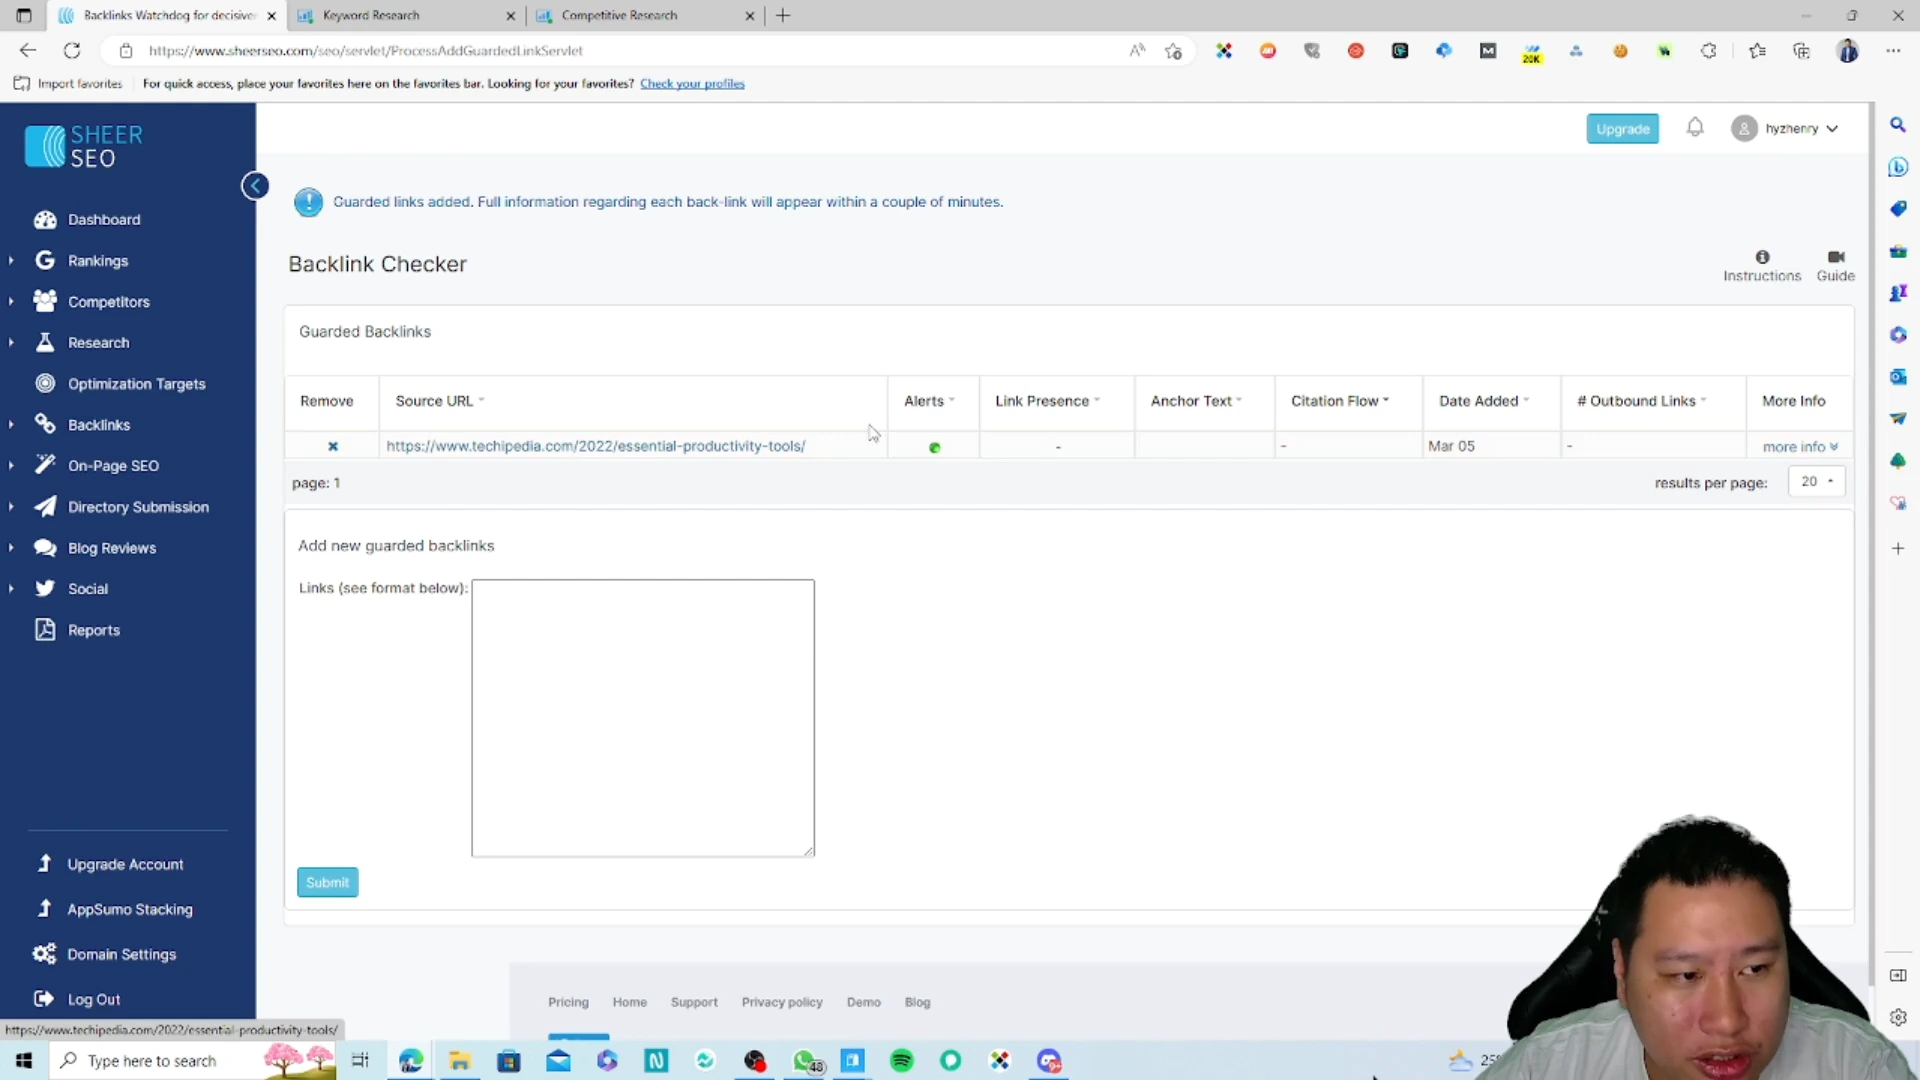 Backlinks Watchdog for decisive
Keyword Research
Competitive Research
https://www.sheerseo.com/seo/servlet/ProcessAddGuardedLinkServlet
20K
Import favorites
For quick access, place your favorites here on the favorites bar. Looking for your favorites? Check your profiles
SHEER
SEO
Upgrade
hyzhenry
Guarded links added. Full information regarding each back-link will appear within a couple of minutes.
Dashboard
Rankings
Competitors
Research
Optimization Targets
Backlinks
On-Page SEO
Directory Submission
Blog Reviews
Social
Reports
Upgrade Account
AppSumo Stacking
Domain Settings
Log Out
Backlink Checker
Instructions
Guide
Guarded Backlinks
Remove Source URL Alerts Link Presence Anchor Text Citation Flow Date Added # Outbound Links More Info
https://www.techipedia.com/2022/essential-productivity-tools/ - - Mar 05 - more info
page: 1
results per page: 20
Add new guarded backlinks
Links (see format below):
Submit
Pricing Home Support Privacy policy Demo Blog
https://www.techipedia.com/2022/essential-productivity-tools/
Type here to search
48